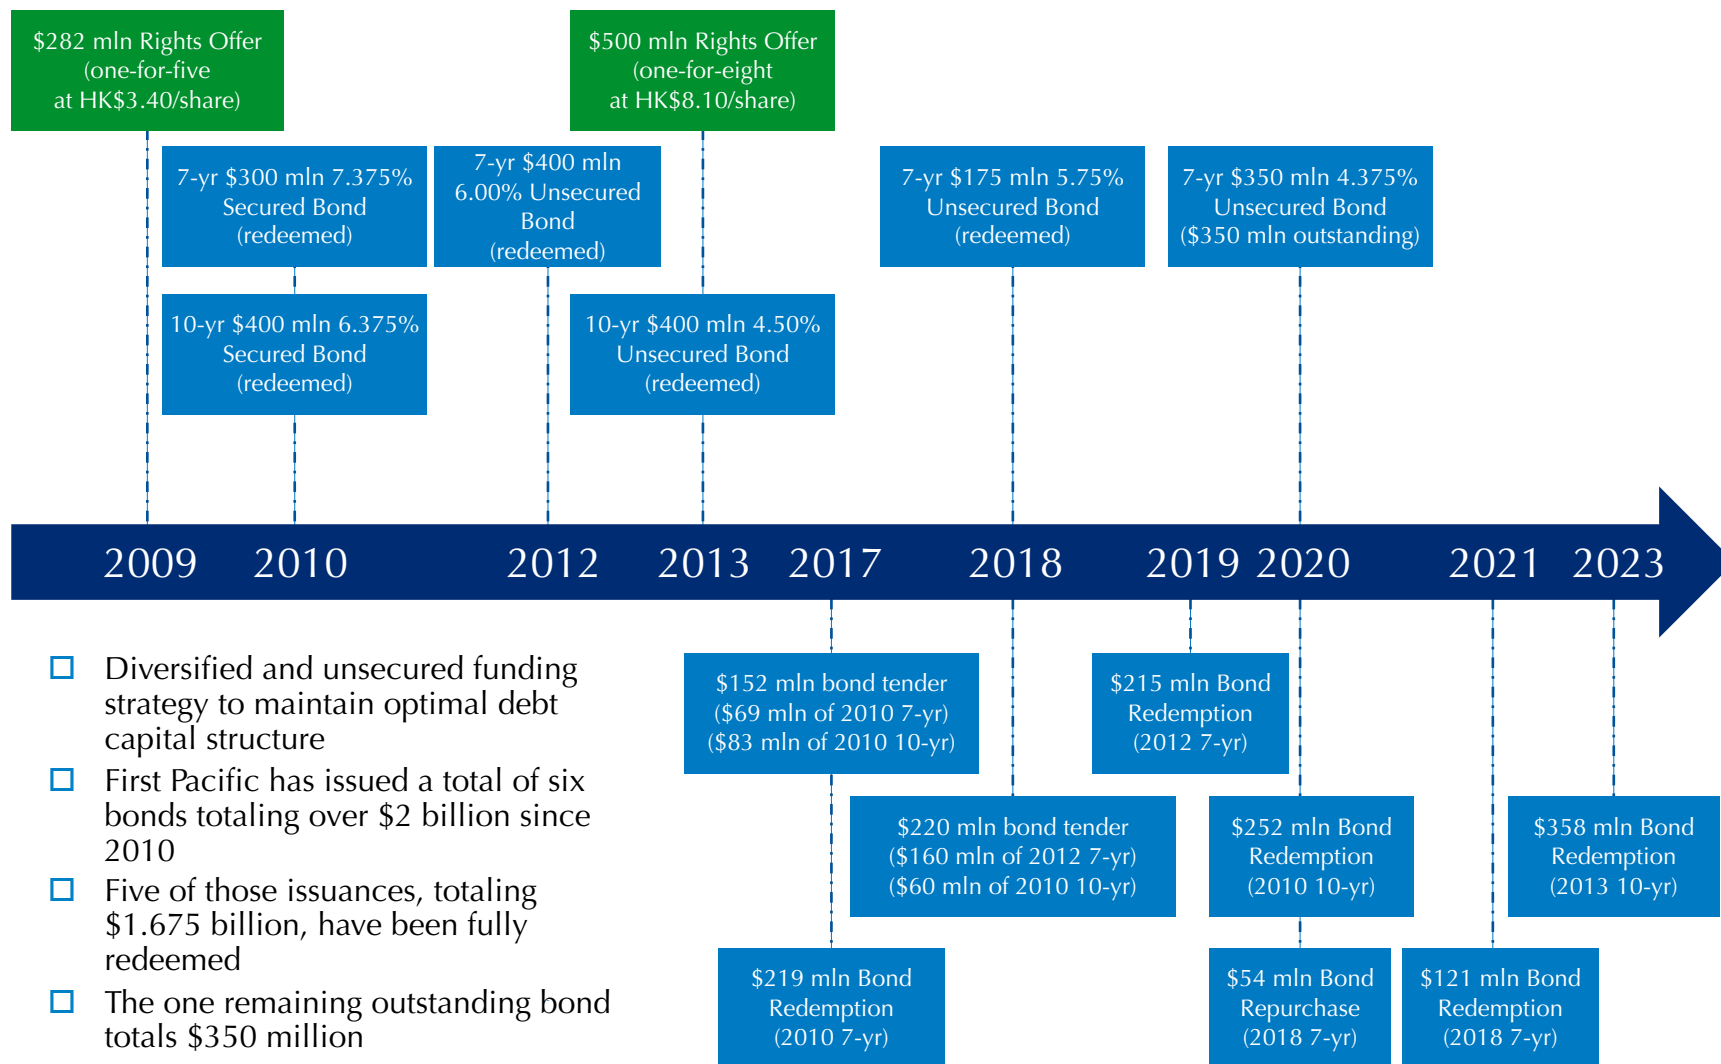 $282 mln Rights Offer
(one-for-five
at HK$3.40/share)
$500 mln Rights Offer
(one-for-eight
at HK$8.10/share)
7-yr $300 mln 7.375%
Secured Bond
(redeemed)
7-yr $400 mln
6.00% Unsecured
Bond
(redeemed)
7-yr $175 mln 5.75%
Unsecured Bond
(redeemed)
7-yr $350 mln 4.375%
Unsecured Bond
($350 mln outstanding)
10-yr $400 mln 6.375%
Secured Bond
(redeemed)
10-yr $400 mln 4.50%
Unsecured Bond
(redeemed)
2009 2010 2012 2013 2017 2018 2019 2020 2021 2023
Diversified and unsecured funding
strategy to maintain optimal debt
capital structure
First Pacific has issued a total of six
bonds totaling over $2 billion since
2010
Five of those issuances, totaling
$1.675 billion, have been fully
redeemed
The one remaining outstanding bond
totals $350 million
$152 mln bond tender
($69 mln of 2010 7-yr)
($83 mln of 2010 10-yr)
$215 mln Bond
Redemption
(2012 7-yr)
$220 mln bond tender
($160 mln of 2012 7-yr)
($60 mln of 2010 10-yr)
$252 mln Bond
Redemption
(2010 10-yr)
$358 mln Bond
Redemption
(2013 10-yr)
$219 mln Bond
Redemption
(2010 7-yr)
$54 mln Bond
Repurchase
(2018 7-yr)
$121 mln Bond
Redemption
(2018 7-yr)